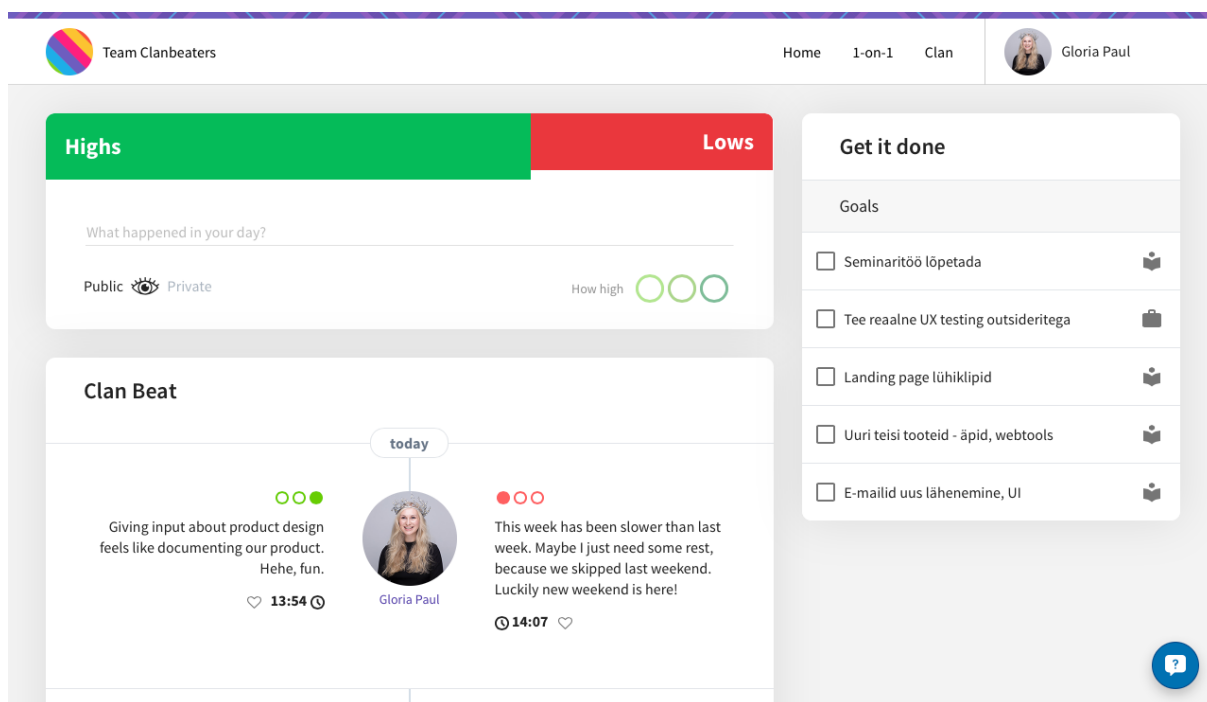 Team Clanbeaters
Home
1-on-1
Clan
Gloria Paul
Highs
Lows
What happened in your day?
Public
Private
How high
Clan Beat
today
Giving input about product design
feels like documenting our product.
Hehe, fun.
13:54
Gloria Paul
This week has been slower than last
week. Maybe I just need some rest,
because we skipped last weekend.
Luckily new weekend is here!
14:07
Get it done
Goals
Seminaritöö lõpetada
Tee reaalne UX testing outsideritega
Landing page lühiklipid
Uuri teisi tooteid - äpid, webtools
E-mailid uus lähenemine, UI
?